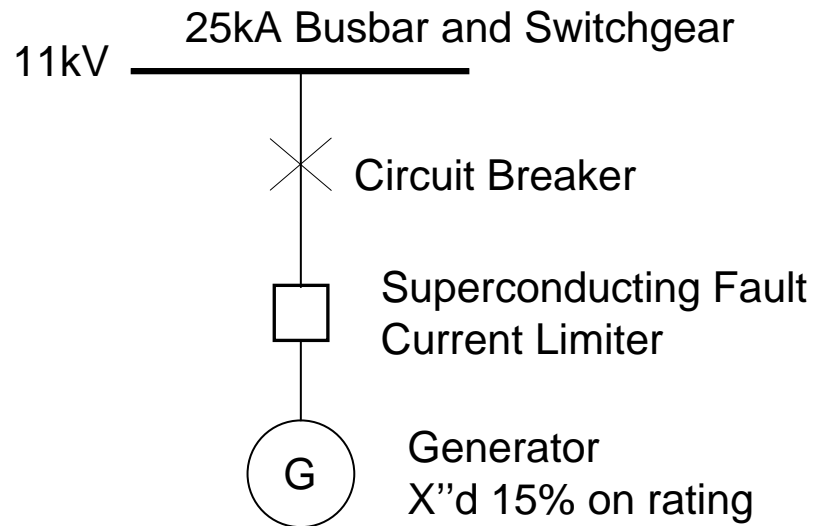 25kA Busbar and Switchgear
11kV
Circuit Breaker
Superconducting Fault
Current Limiter
G
Generator
X’’d 15% on rating